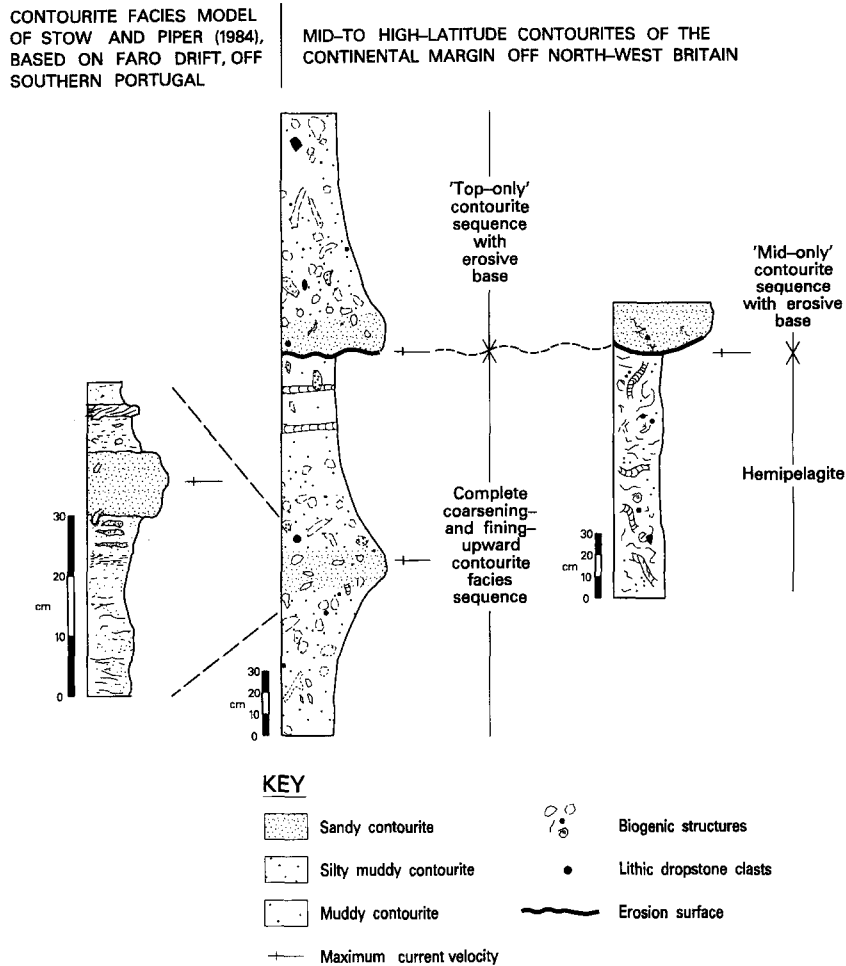 CONTOURITE FACIES MODEL
OF STOW AND PIPER (1984),
BASED ON FARO DRIFT, OFF
SOUTHERN PORTUGAL
MID–TO HIGH–LATITUDE CONTOURITES OF THE
CONTINENTAL MARGIN OFF NORTH–WEST BRITAIN
'Top–only'
contourite
sequence
with
erosive
base
'Mid–only'
contourite
sequence
with erosive
base
Hemipelagite
Complete
coarsening–
and fining–
upward
contourite
facies
sequence
30
20
cm
10
0
30
20
cm
10
0
30
20
cm
10
0
KEY
Sandy contourite
Silty muddy contourite
Muddy contourite
Maximum current velocity
Biogenic structures
Lithic dropstone clasts
Erosion surface